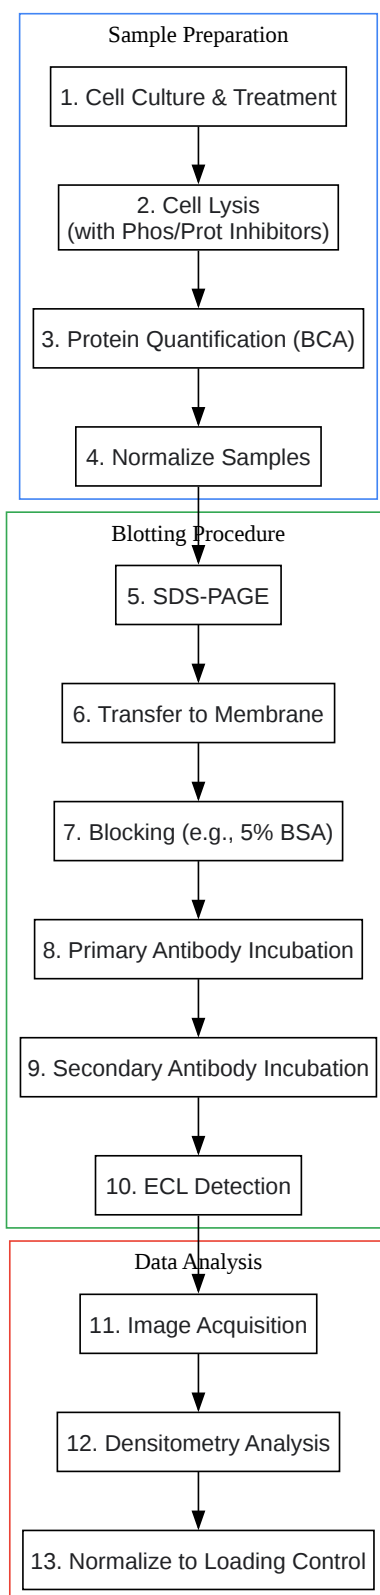 Sample Preparation
1. Cell Culture & Treatment
2. Cell Lysis
(with Phos/Prot Inhibitors)
3. Protein Quantification (BCA)
4. Normalize Samples
Blotting Procedure
5. SDS-PAGE
6. Transfer to Membrane
7. Blocking (e.g., 5% BSA)
8. Primary Antibody Incubation
9. Secondary Antibody Incubation
10. ECL Detection
Data Analysis
11. Image Acquisition
12. Densitometry Analysis
13. Normalize to Loading Control